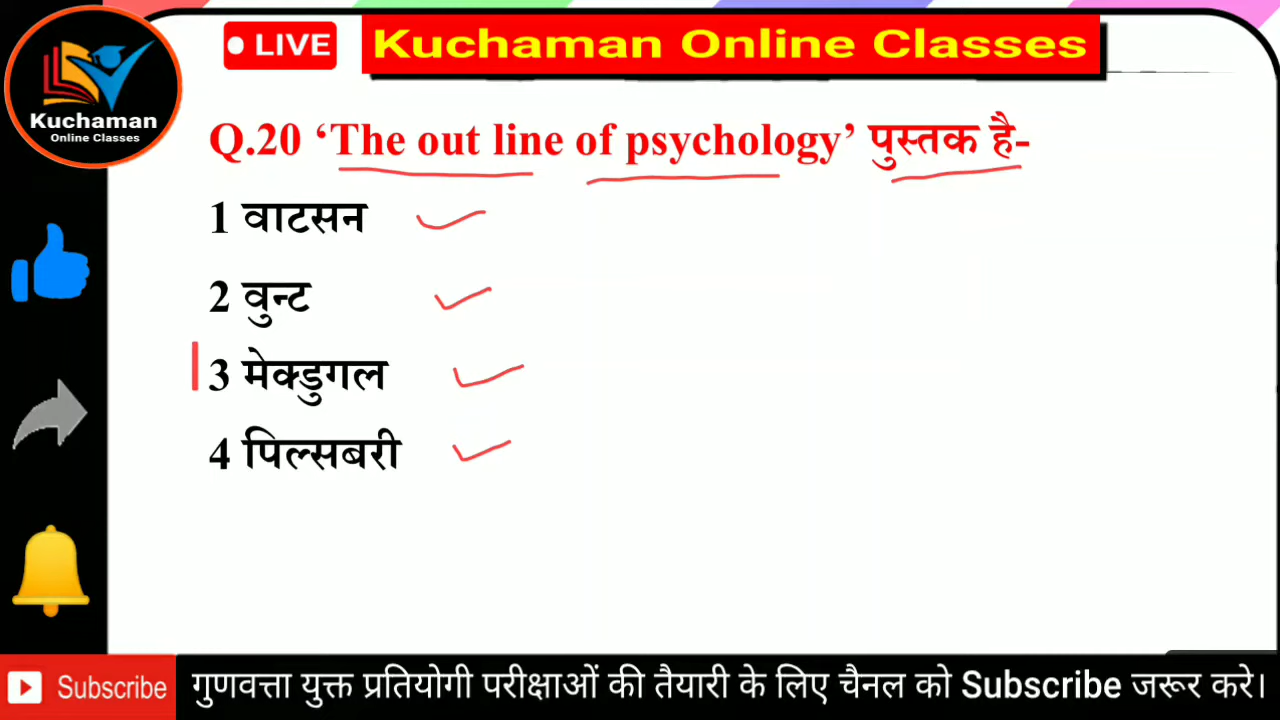 LIVE
Kuchaman Online Classes
Kuchaman
Online Classes
Q.20 ‘The out line of psychology’ पुस्तक है-
1 वाटसन
2 वुन्ट
3 मेक्डुगल
4 पिल्सबरी
Subscribe
गुणवत्ता युक्त प्रतियोगी परीक्षाओं की तैयारी के लिए चैनल को Subscribe जरूर करे।